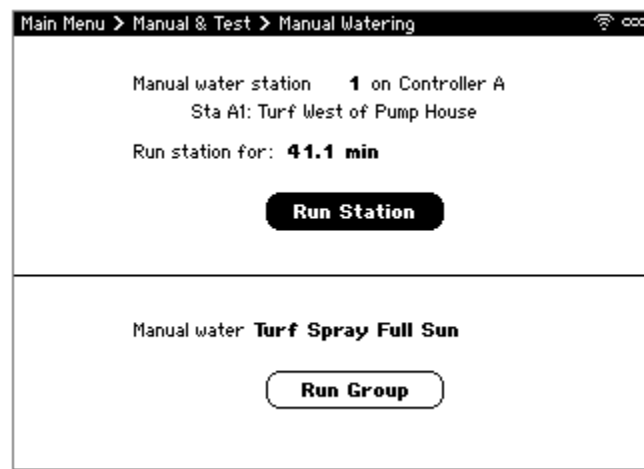 Main Menu > Manual & Test > Manual Watering
Manual water station 1 on Controller A
Sta A1: Turf West of Pump House
Run station for: 41.1 min
Run Station
Manual water Turf Spray Full Sun
Run Group